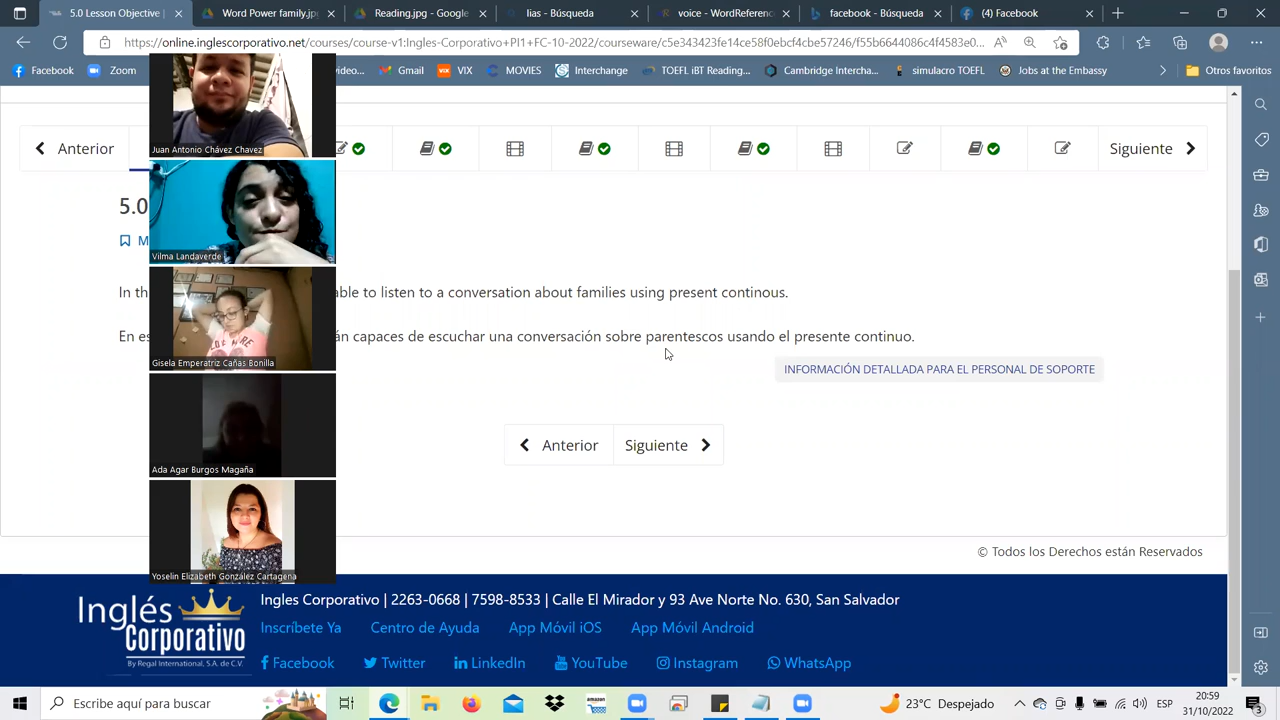 5.0
Reading.jpg - Google
lias - Búsqueda
voice - WordReferenc
facebook - Búsqueda
(4) Facebook
https://online.inglescorporativo.net/courses/course-v1:Ingles-Corporativo+PI1+FC-10-2022/courseware/c5e343423fe14ce58f0ebcf4cbe57246/f55b6644086c4f4583e0...
Facebook
Zoom
video...
Gmail
VIX
MOVIES
Interchange
TOEFL iBT Reading...
Cambridge Interchan...
simmacro TOEFL
Jobs at the Embassy
Otros favoritos
Juan Antonio Chávez Chavez
Anterior
Siguiente
5.0
M
Vilma Landaverde
In th
able to listen to a conversation about families using present continous.
En es
án capaces de escuchar una conversación sobre parentescos usando el presente continuo.
Gisela Emperatriz Cañas Bonilla
INFORMACIÓN DETALLADA PARA EL PERSONAL DE SOPORTE
Anterior
Siguiente
Ada Agar Burgos Magaña
© Todos los Derechos están Reservados
Yoselin Elizabeth González Cartagena
Inglés
Corporativo
By Regal International, S.A. de C.V.
Ingles Corporativo | 2263-0668 | 7598-8533 | Calle El Mirador y 93 Ave Norte No. 630, San Salvador
Inscríbete Ya
Centro de Ayuda
App Móvil iOS
App Móvil Android
Facebook
Twitter
LinkedIn
YouTube
Instagram
WhatsApp
Escribe aquí para buscar
amazon
23°C Despejado
ESP
20:59
31/10/2022
3